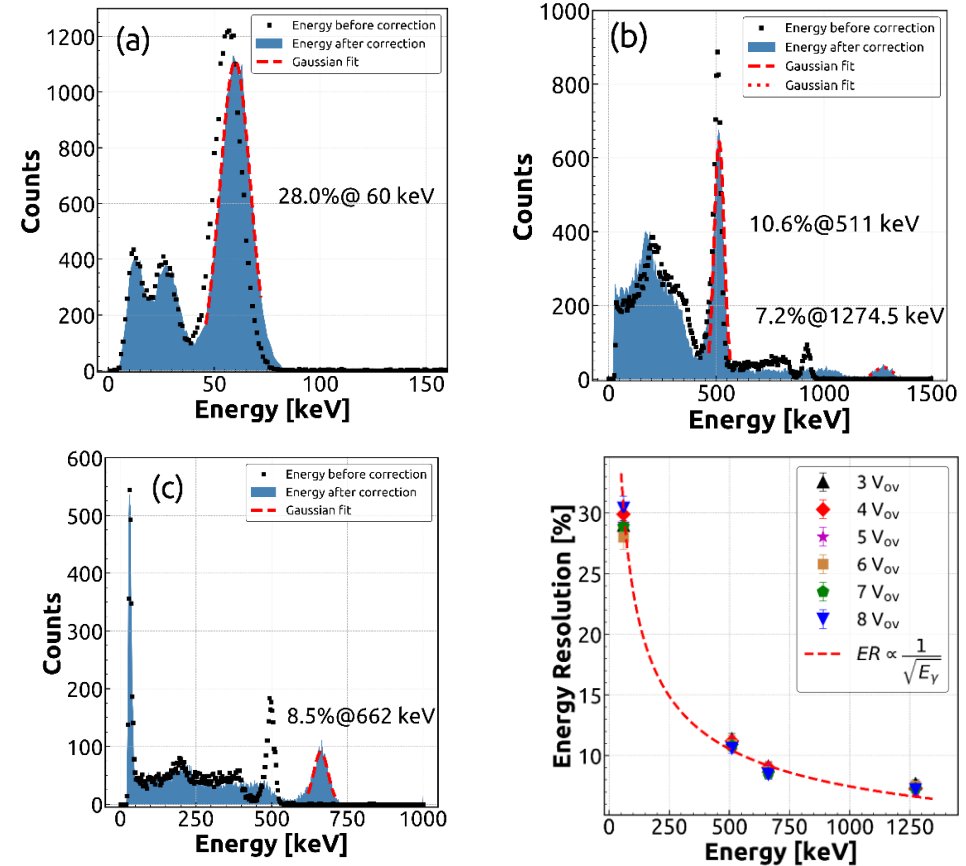 (a)
Energy before correction
Energy after correction
Gaussian fit
28.0%@ 60 keV
Counts
0
200
400
600
800
1000
1200
0
50
100
150
Energy [keV]
(b)
Energy before correction
Energy after correction
Gaussian fit
Gaussian fit
10.6%@511 keV
7.2%@1274.5 keV
Counts
0
200
400
600
800
1000
0
500
1000
1500
Energy [keV]
(c)
Energy before correction
Energy after correction
Gaussian fit
8.5%@662 keV
Counts
0
100
200
300
400
500
600
0
250
500
750
1000
Energy [keV]
3 Vov
4 Vov
5 Vov
6 Vov
7 Vov
8 Vov
ER ∝ 1/√Eγ
Energy Resolution [%]
10
15
20
25
30
0
250
500
750
1000
1250
Energy [keV]